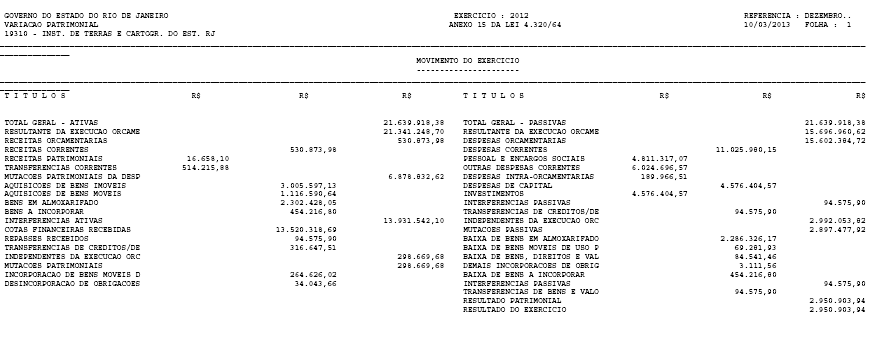 GOVERNO DO ESTADO DO RIO DE JANEIRO EXERCICIO : 2012 REFERENCIA : DEZEMBRO..
VARIACAO PATRIMONIAL ANEXO 15 DA LEI 4.320/64 10/03/2013 FOLHA : 1
19310 - INST. DE TERRAS E CARTOGR. DO EST. RJ
MOVIMENTO DO EXERCICIO
----------------------
T I T U L O S R$ R$ R$ T I T U L O S R$ R$ R$
TOTAL GERAL - ATIVAS 21.639.918,38 TOTAL GERAL - PASSIVAS 21.639.918,38
RESULTANTE DA EXECUCAO ORCAME 21.341.248,70 RESULTANTE DA EXECUCAO ORCAME 15.696.960,62
RECEITAS ORCAMENTARIAS 530.873,98 DESPESAS ORCAMENTARIAS 15.602.384,72
RECEITAS CORRENTES 530.873,98 DESPESAS CORRENTES 11.025.980,15
RECEITAS PATRIMONIAIS 16.658,10 PESSOAL E ENCARGOS SOCIAIS 4.811.317,07
TRANSFERENCIAS CORRENTES 514.215,88 OUTRAS DESPESAS CORRENTES 6.024.696,57
MUTACOES PATRIMONIAIS DA DESP 6.878.832,62 DESPESAS INTRA-ORCAMENTARIAS 189.966,51
AQUISICOES DE BENS IMOVEIS 3.005.597,13 DESPESAS DE CAPITAL 4.576.404,57
AQUISICOES DE BENS MOVEIS 1.116.590,64 INVESTIMENTOS 4.576.404,57
BENS EM ALMOXARIFADO 2.302.428,05 INTERFERENCIAS PASSIVAS 94.575,90
BENS A INCORPORAR 454.216,80 TRANSFERENCIAS DE CREDITOS/DE 94.575,90
INTERFERENCIAS ATIVAS 13.931.542,10 INDEPENDENTES DA EXECUCAO ORC 2.992.053,82
COTAS FINANCEIRAS RECEBIDAS 13.520.318,69 MUTACOES PASSIVAS 2.897.477,92
REPASSES RECEBIDOS 94.575,90 BAIXA DE BENS EM ALMOXARIFADO 2.286.326,17
TRANSFERENCIAS DE CREDITOS/DE 316.647,51 BAIXA DE BENS MOVEIS DE USO P 69.281,93
INDEPENDENTES DA EXECUCAO ORC 298.669,68 BAIXA DE BENS, DIREITOS E VAL 84.541,46
MUTACOES PATRIMONIAIS 298.669,68 DEMAIS INCORPORACOES DE OBRIG 3.111,56
INCORPORACAO DE BENS MOVEIS D 264.626,02 BAIXA DE BENS A INCORPORAR 454.216,80
DESINCORPORACAO DE OBRIGACOES 34.043,66 INTERFERENCIAS PASSIVAS 94.575,90
TRANSFERENCIAS DE BENS E VALO 94.575,90
RESULTADO PATRIMONIAL 2.950.903,94
RESULTADO DO EXERCICIO 2.950.903,94